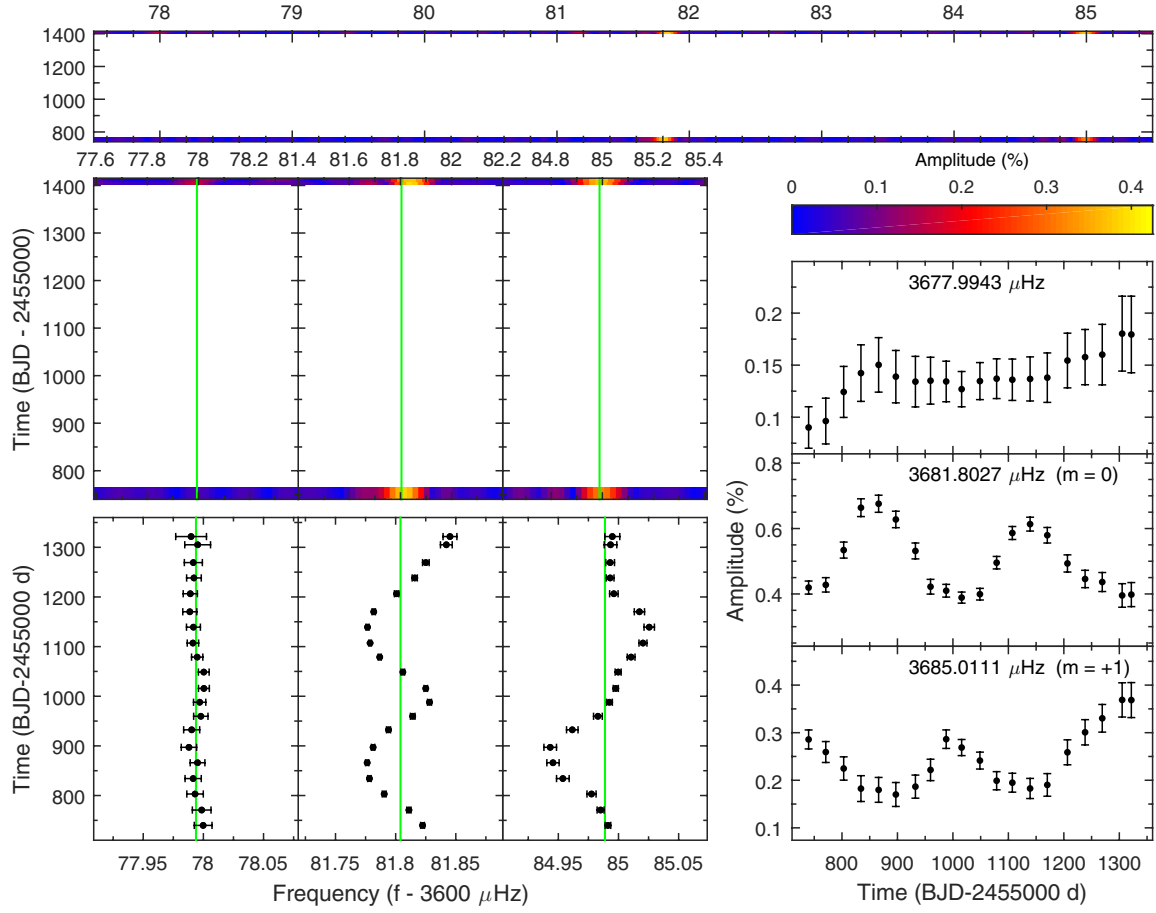 78 79 80 81 82 83 84 85
1400
1200
1000
800
77.6 77.8 78 78.2 81.4 81.6 81.8 82 82.2 84.8 85 85.2 85.4
Amplitude (%)
0 0.1 0.2 0.3 0.4
1400
1300
1200
1100
1000
900
800
Time (BJD - 2455000)
3677.9943 μHz
0.2
0.15
0.1
3681.8027 μHz (m = 0)
0.8
0.6
0.4
Amplitude (%)
3685.0111 μHz (m = +1)
0.4
0.3
0.2
0.1
800 900 1000 1100 1200 1300
Time (BJD-2455000 d)
1300
1200
1100
1000
900
800
Time (BJD-2455000 d)
77.95 78 78.05 81.75 81.8 81.85 84.95 85 85.05
Frequency (f - 3600 μHz)